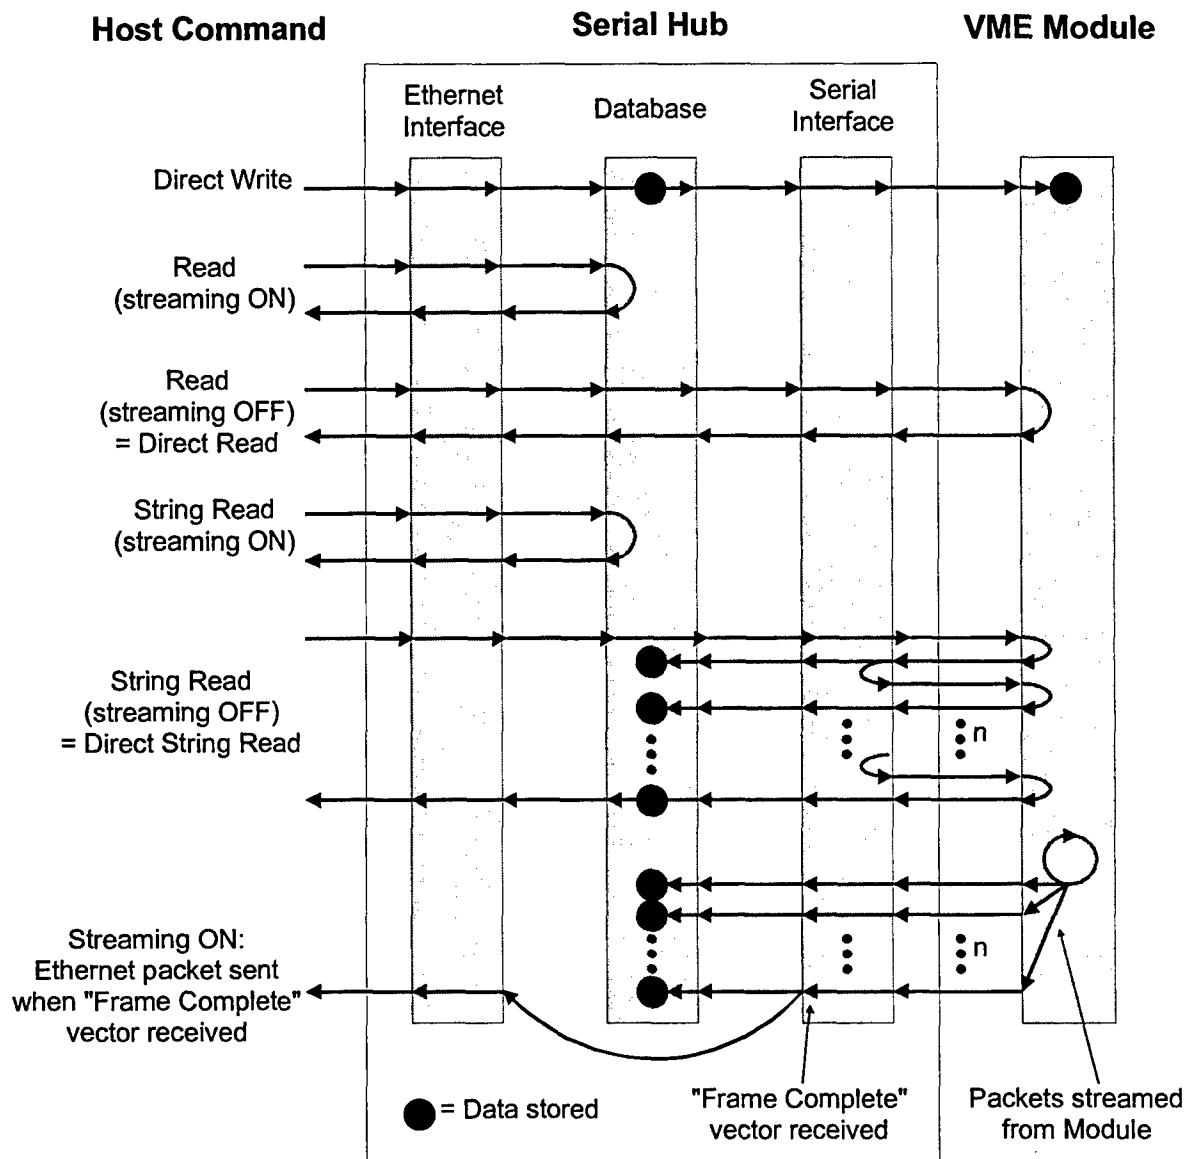 Host Command
Serial Hub
VME Module
Ethernet
Interface
Database
Serial
Interface
Direct Write
Read
(streaming ON)
Read
(streaming OFF)
= Direct Read
String Read
(streaming ON)
String Read
(streaming OFF)
= Direct String Read
n
Streaming ON:
Ethernet packet sent
when "Frame Complete"
vector received
n
= Data stored
"Frame Complete"
vector received
Packets streamed
from Module